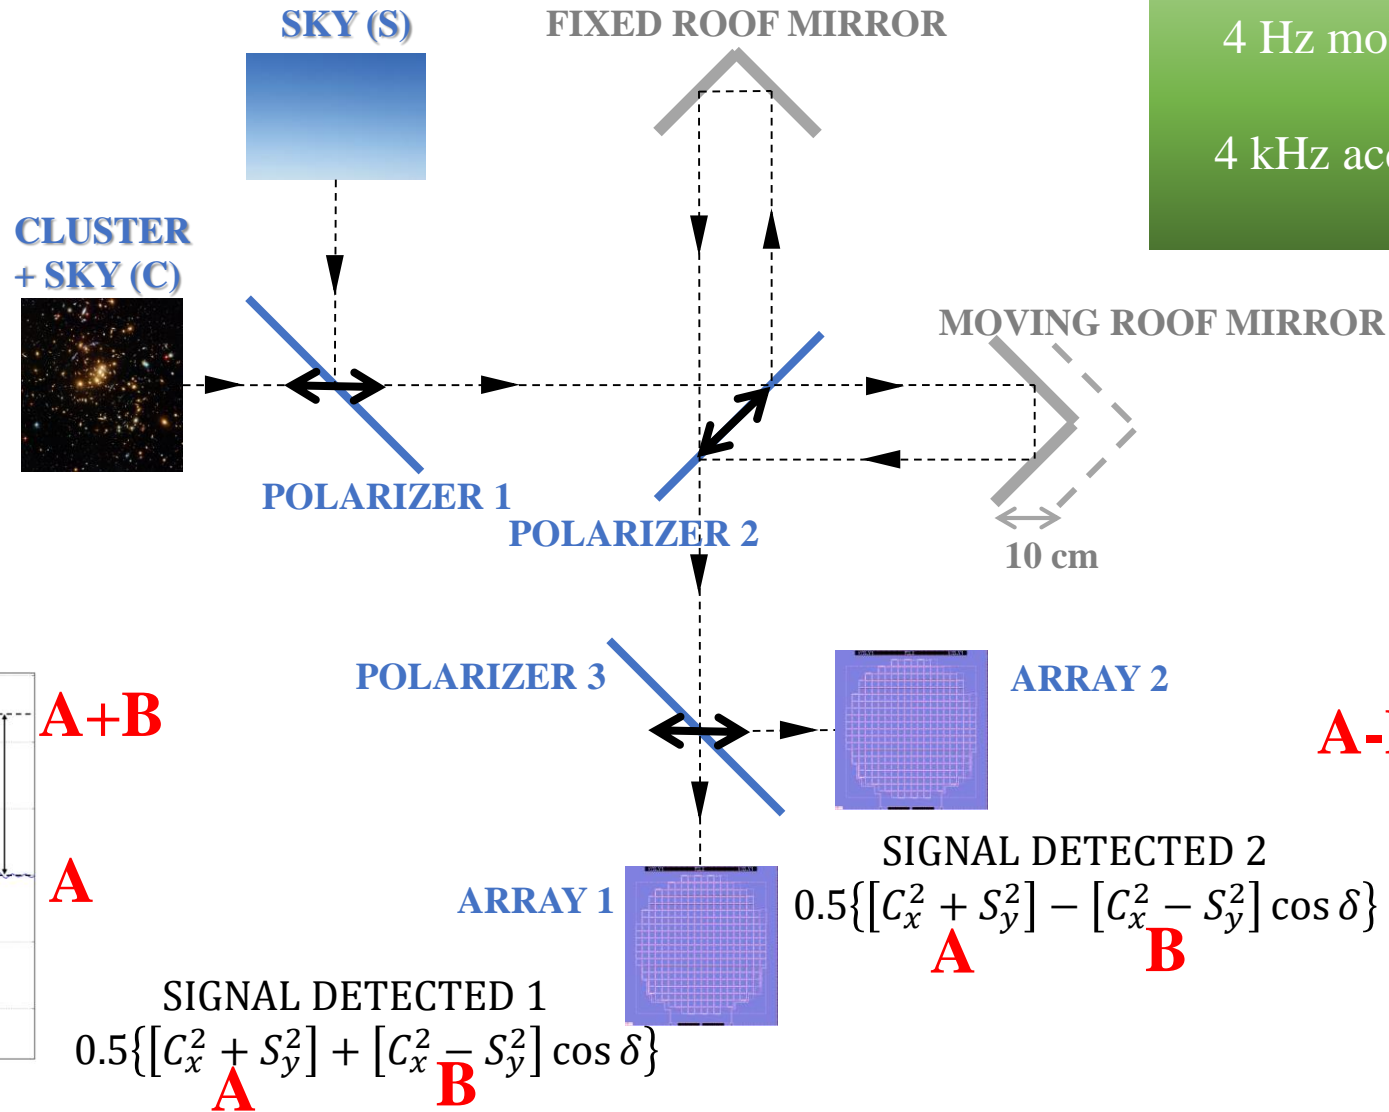 SKY (S)
FIXED ROOF MIRROR
4 Hz
4 kHz
CLUSTER
+ SKY (C)
MOVING ROOF MIRROR
POLARIZER 1
POLARIZER 2
10 cm
POLARIZER 3
ARRAY 2
A+B
A-
A
SIGNAL DETECTED 2
0.5{[C_x^2 + S_y^2] − [C_x^2 − S_y^2] cos δ}
A B
ARRAY 1
SIGNAL DETECTED 1
0.5{[C_x^2 + S_y^2] + [C_x^2 − S_y^2] cos δ}
A B